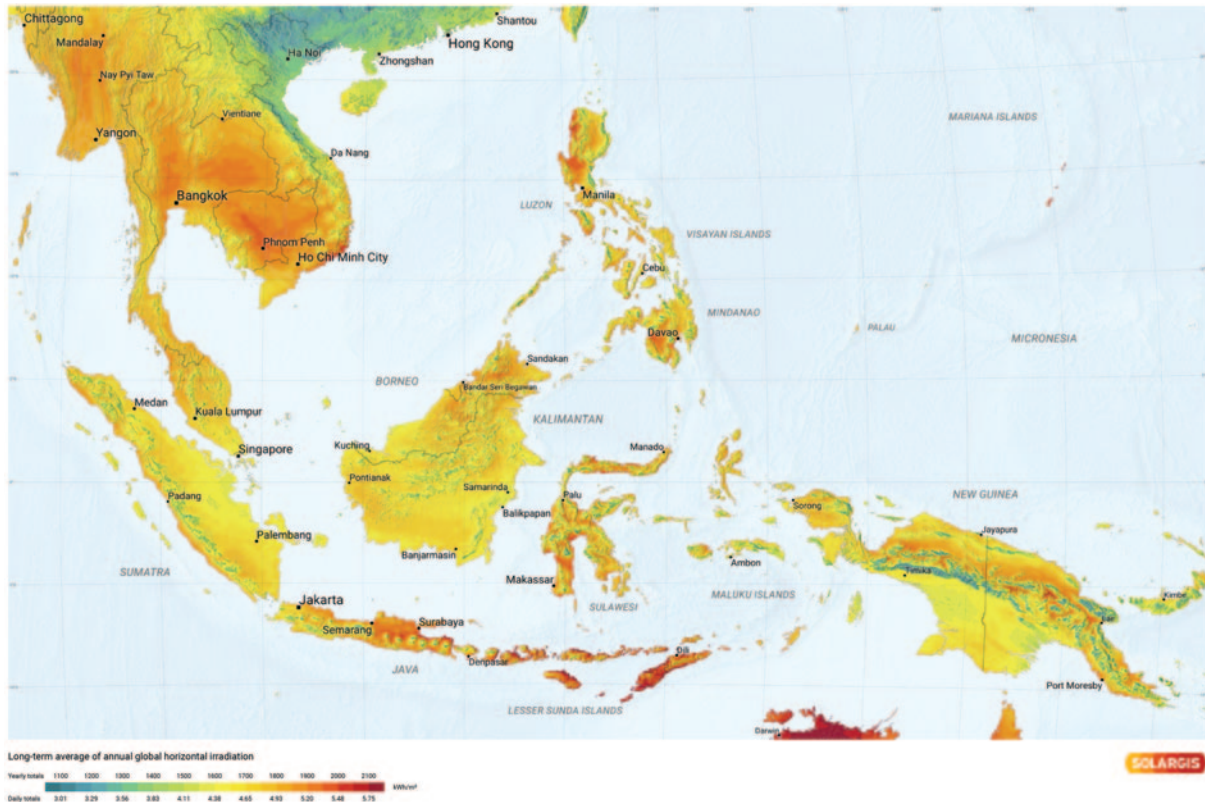 Chittagong
Shantou
Mandalay
Hong Kong
Ha Noi
Zhongshan
Nay Pyi Taw
Vientiane
MARIANA ISLANDS
Yangon
Da Nang
Bangkok
Manila
LUZON
VISAYAN ISLANDS
Phnom Penh
Ho Chi Minh City
Cebu
MINDANAO
Davao
PALAU
MICRONESIA
Sandakan
BORNEO
Bandar Seri Begawan
Medan
Kuala Lumpur
KALIMANTAN
Kuching
Manado
Singapore
Pontianak
Samarinda
Padang
Palu
NEW GUINEA
Sorong
Balikpapan
Jayapura
Palembang
Banjarmasin
Ambon
SUMATRA
Makassar
Timika
MALUKU ISLANDS
Kimbe
Jakarta
SULAWESI
Semarang
Surabaya
Lae
JAVA
Denpasar
Dili
Port Moresby
LESSER SUNDA ISLANDS
Darwin
Long-term average of annual global horizontal irradiation
SOLARGIS
Yearly totals 1100 1200 1300 1400 1500 1600 1700 1800 1900 2000 2100 kWh/m²
Daily totals 3.01 3.29 3.56 3.83 4.11 4.38 4.65 4.93 5.20 5.48 5.75